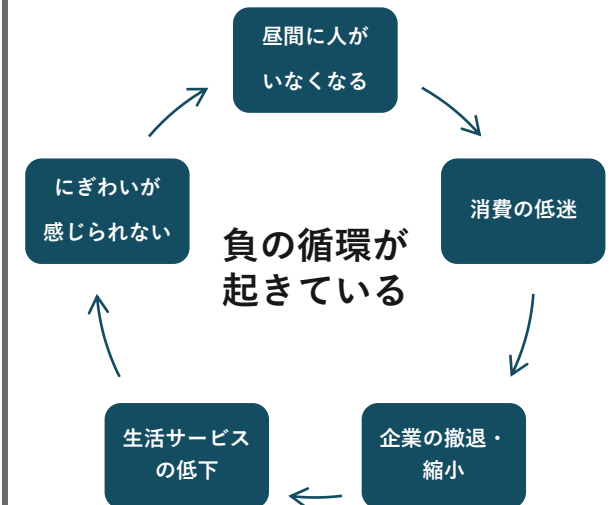 昼間に人が
いなくなる
消費の低迷
企業の撤退・
縮小
生活サービス
の低下
にぎわいが
感じられない
負の循環が
起きている